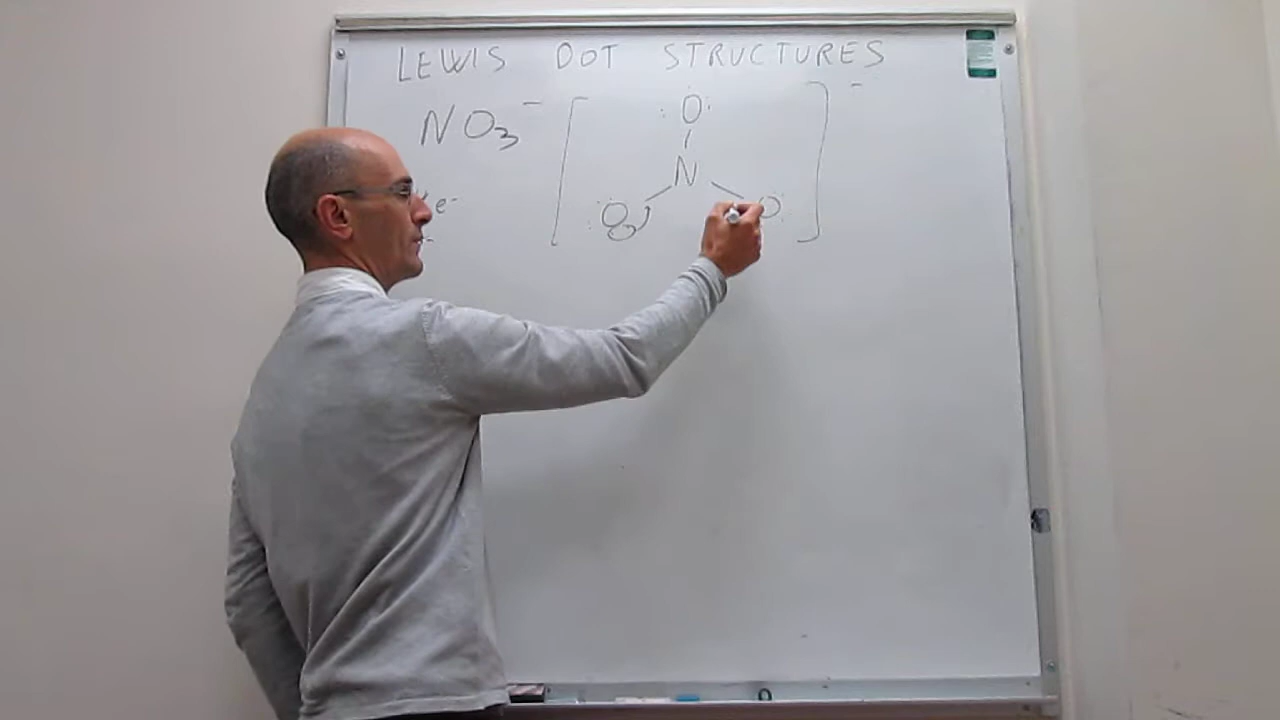 LEWIS DOT STRUCTURES
NO3⁻ [ O ]⁻
N
e⁻ O O